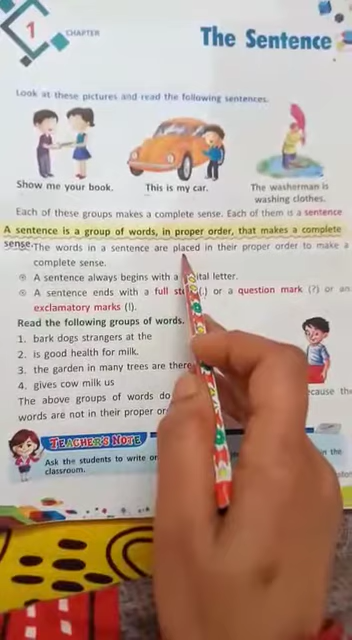 1 CHAPTER
The Sentence
Look at these pictures and read the following sentences.
Show me your book. This is my car. The washerman is
washing clothes.
Each of these groups makes a complete sense. Each of them is a sentence
A sentence is a group of words, in proper order, that makes a complete
sense. The words in a sentence are placed in their proper order to make a
complete sense.
A sentence always begins with a ital letter.
A sentence ends with a full st (.) or a question mark (?) or an
exclamatory marks (!).
Read the following groups of words.
1. bark dogs strangers at the
2. is good health for milk.
3. the garden in many trees are there
4. gives cow milk us
The above groups of words do cause the
words are not in their proper or
TEACHER'S NOTE
Ask the students to write or n the
classroom.